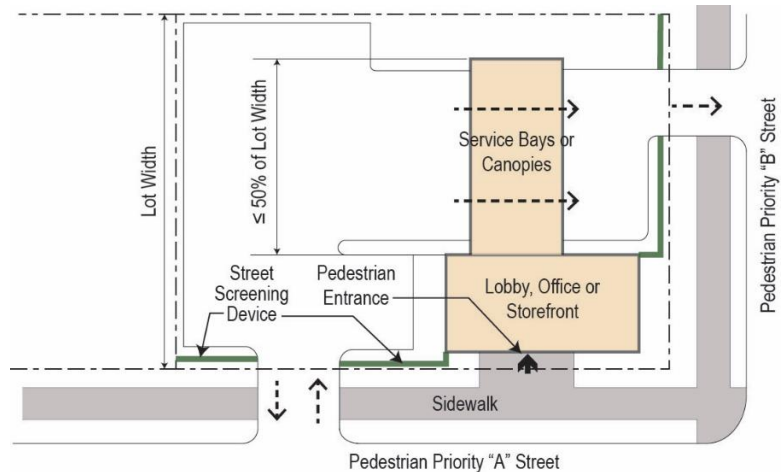 Lot Width
≤ 50% of Lot Width
Service Bays or
Canopies
Pedestrian Priority “B” Street
Street
Screening
Device
Pedestrian
Entrance
Lobby, Office or
Storefront
Sidewalk
Pedestrian Priority “A” Street